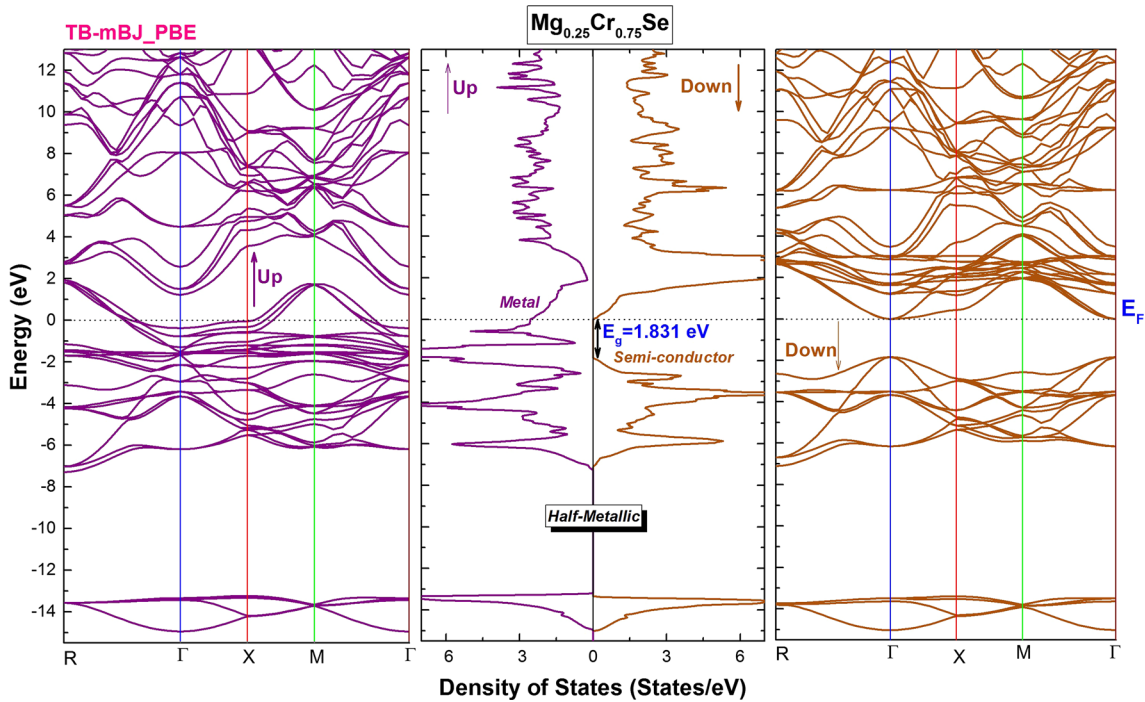 TB-mBJ_PBE
Mg0.25Cr0.75Se
Energy (eV)
12
10
8
6
4
2
0
-2
-4
-6
-8
-10
-12
-14
Up
R
Γ
X
M
Γ
Up
Down
Metal
Eg=1.831 eV
Semi-conductor
Half-Metallic
6
3
0
3
6
Density of States (States/eV)
Down
EF
R
Γ
X
M
Γ